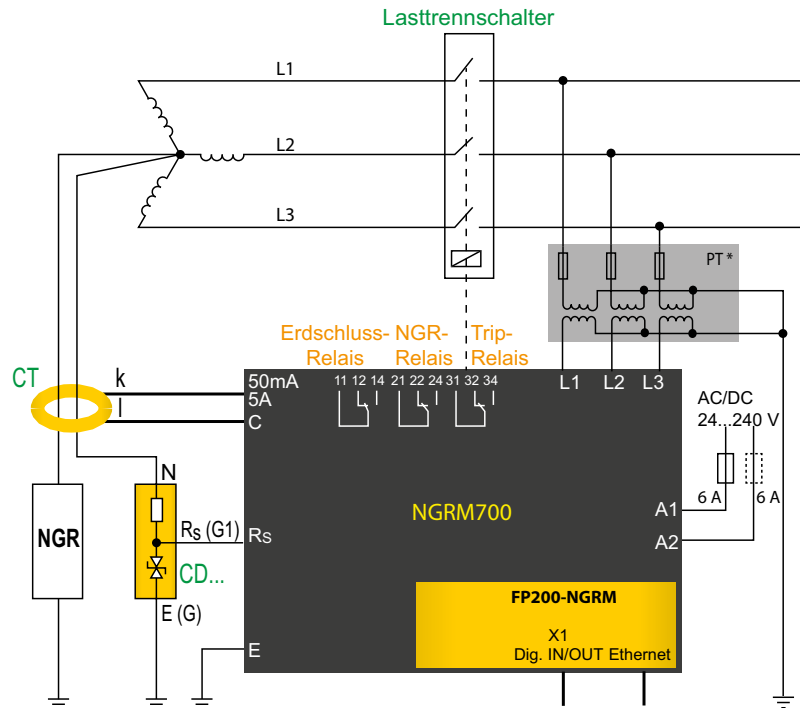 Lasttrennschalter
L1
L2
L3
PT *
Erdschluss- NGR- Trip-
Relais Relais Relais
CT
k
l
50mA
5A
C
11 12 14 21 22 24 31 32 34
L1 L2 L3
AC/DC
24...240 V
6 A 6 A
N
NGR
RS (G1)
RS
CD...
E (G)
E
NGRM700
A1
A2
FP200-NGRM
X1
Dig. IN/OUT Ethernet